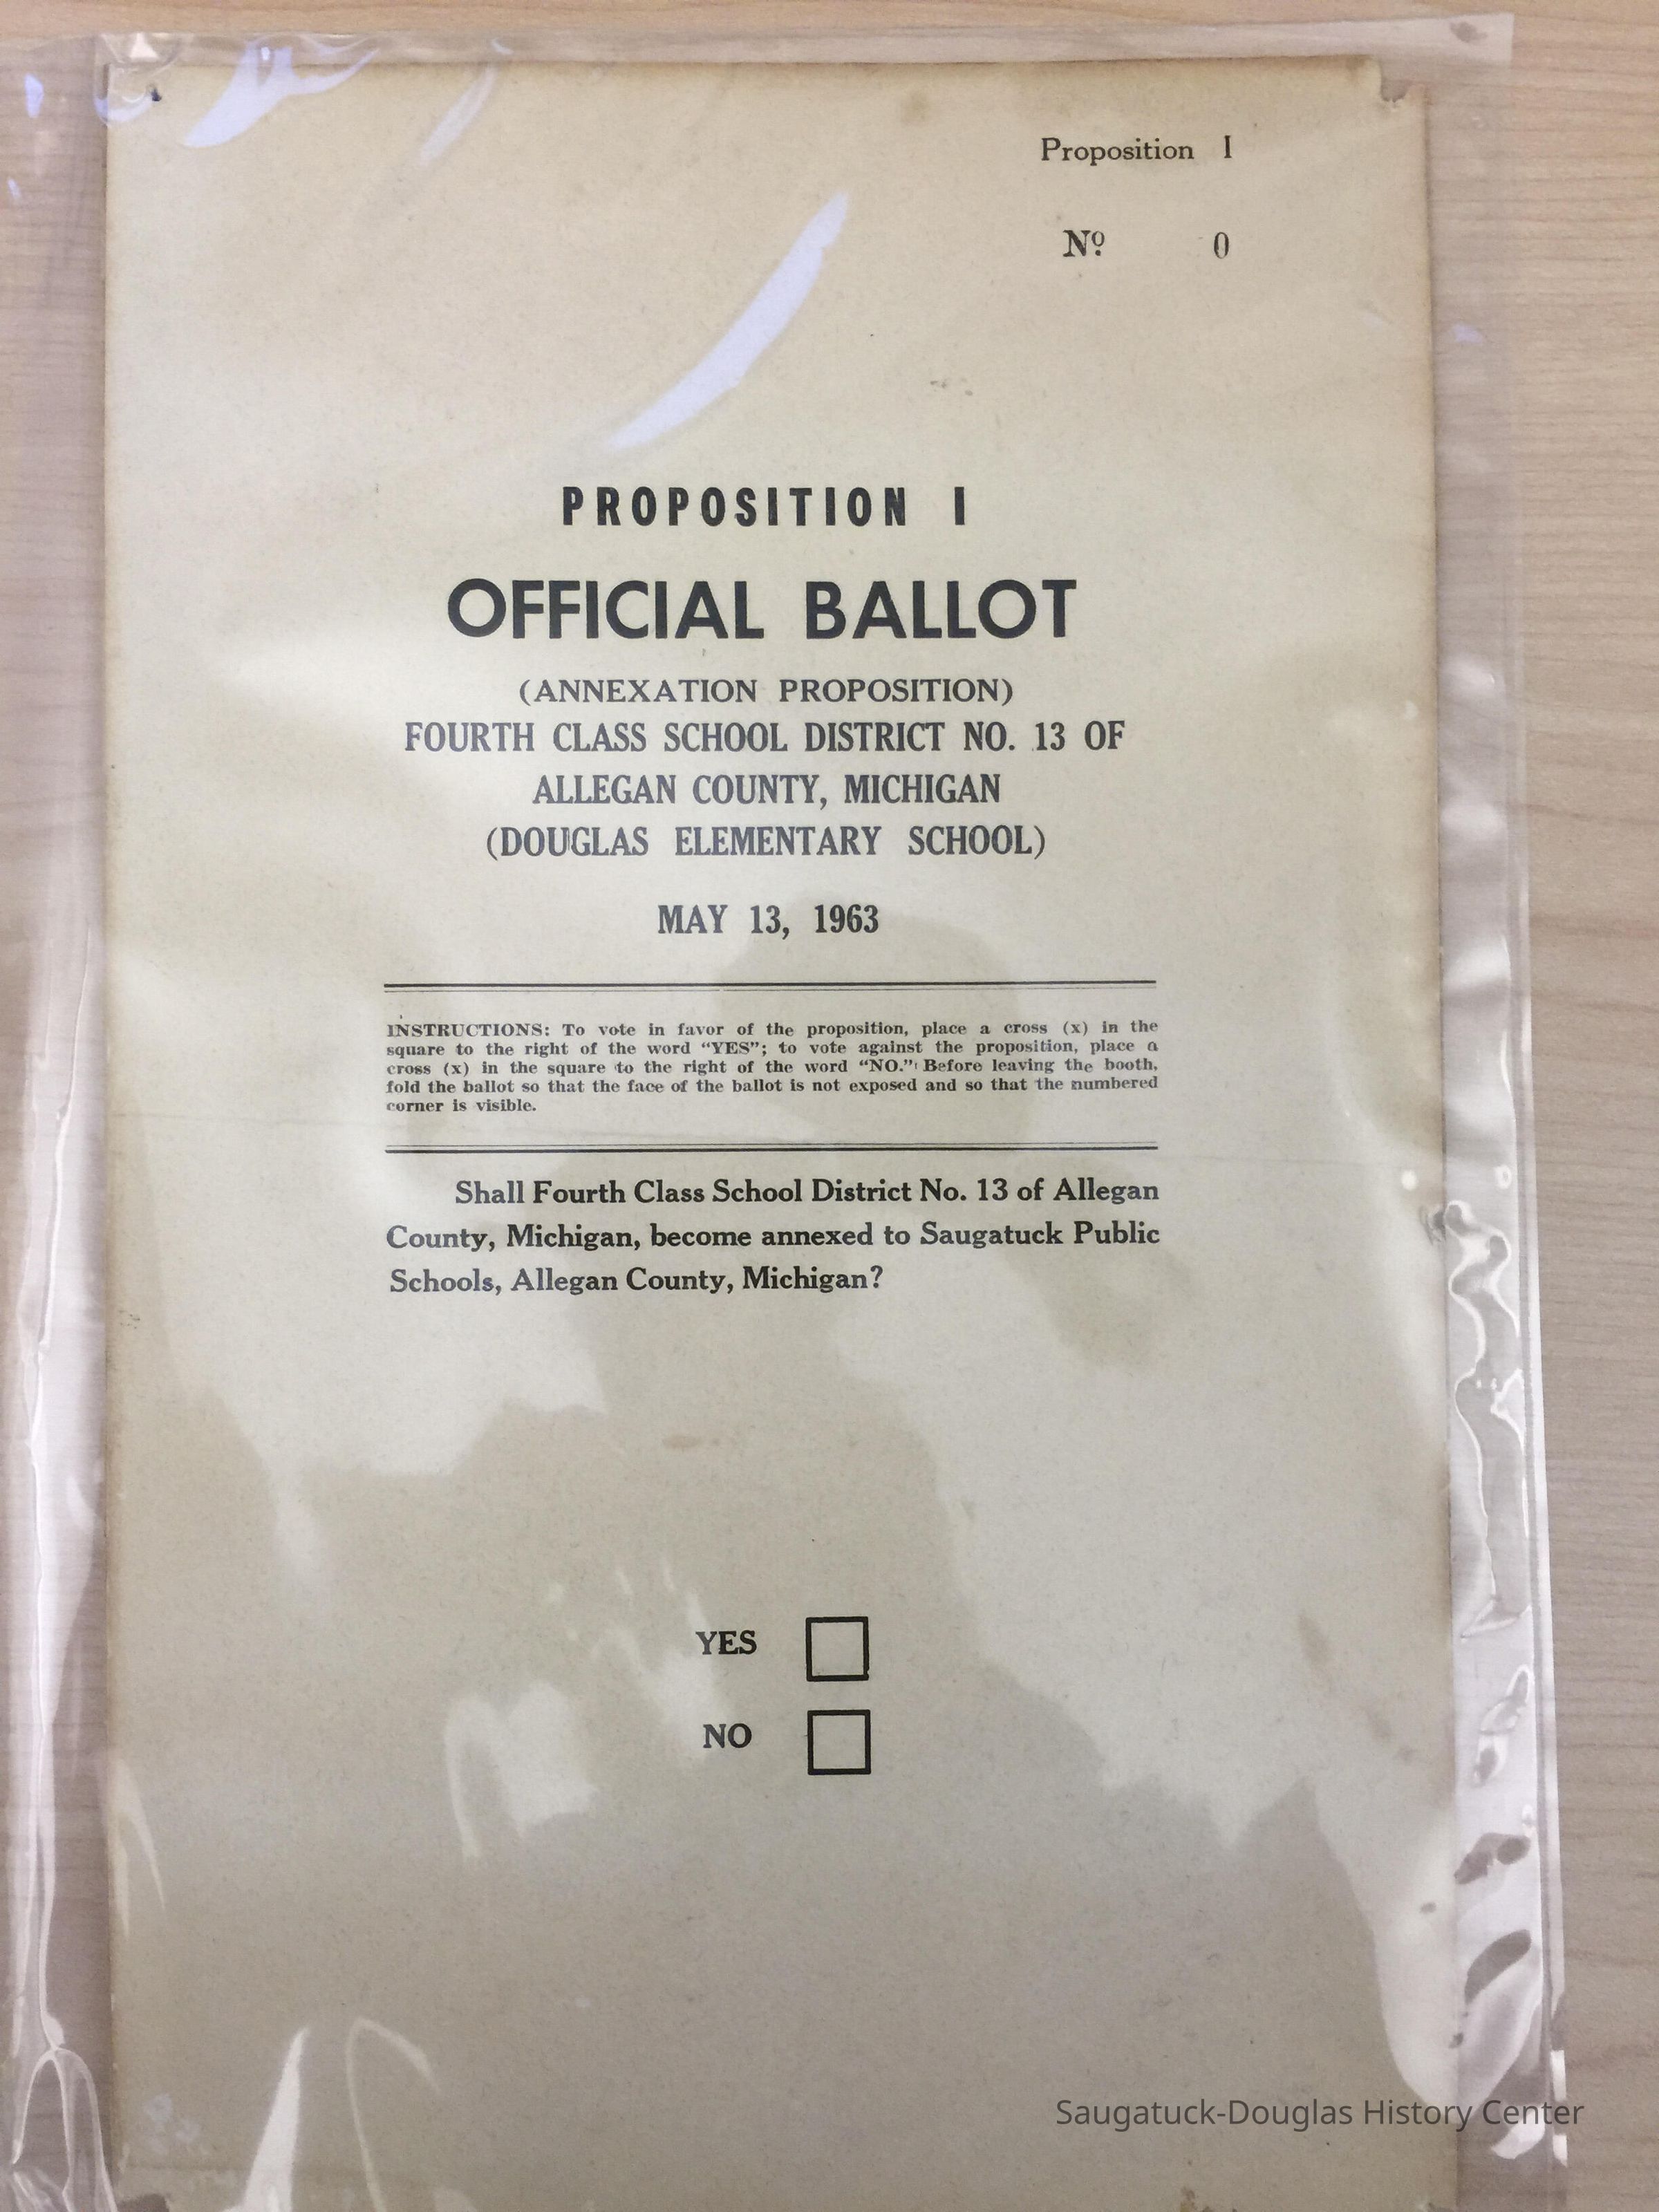 Proposition I
Nº 0
PROPOSITION I
OFFICIAL BALLOT
(ANNEXATION PROPOSITION)
FOURTH CLASS SCHOOL DISTRICT NO. 13 OF
ALLEGAN COUNTY, MICHIGAN
(DOUGLAS ELEMENTARY SCHOOL)
MAY 13, 1963
INSTRUCTIONS: To vote in favor of the proposition, place a cross (x) in the
square to the right of the word “YES”; to vote against the proposition, place a
cross (x) in the square to the right of the word “NO.” Before leaving the booth,
fold the ballot so that the face of the ballot is not exposed and so that the numbered
corner is visible.
Shall Fourth Class School District No. 13 of Allegan
County, Michigan, become annexed to Saugatuck Public
Schools, Allegan County, Michigan?
YES
NO
Saugatuck-Douglas History Center